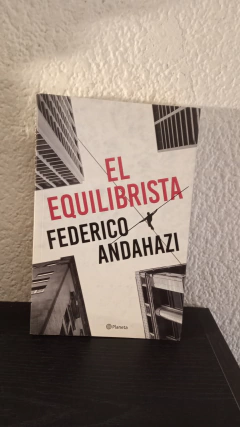 EL
EQUILIBRISTA
FEDERICO
ANDAHAZI
Planeta